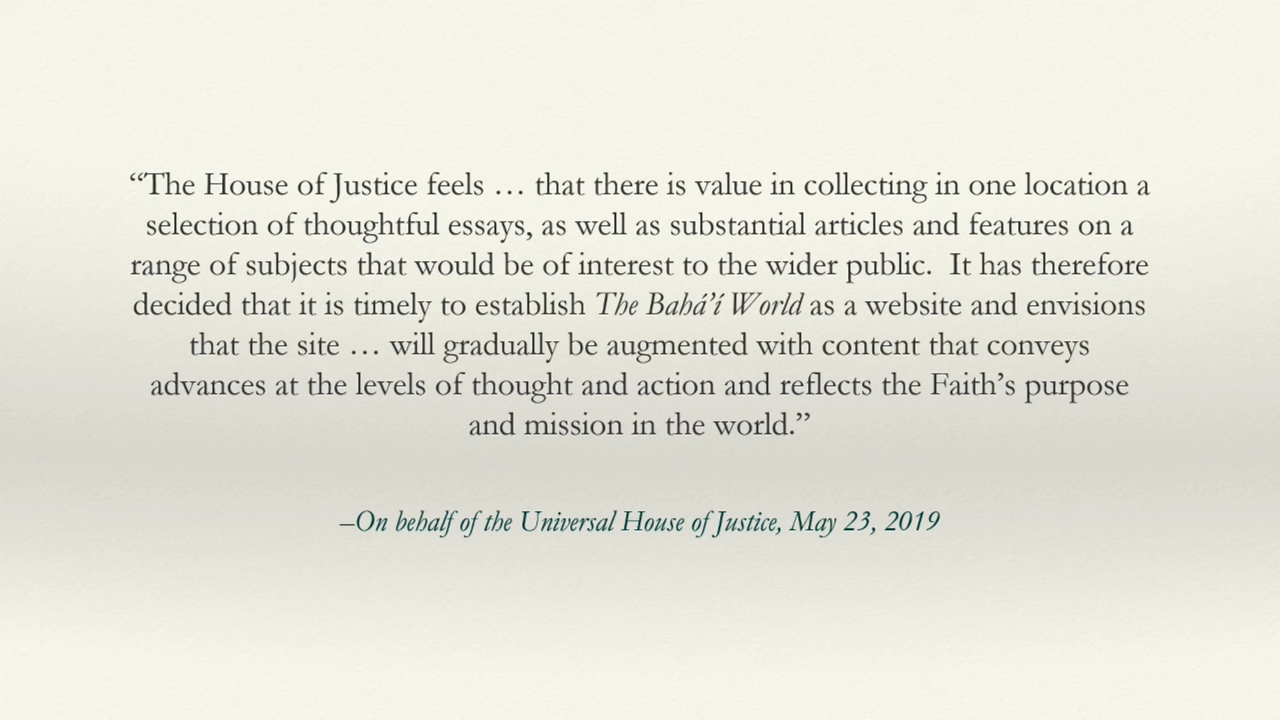 “The House of Justice feels … that there is value in collecting in one location a
selection of thoughtful essays, as well as substantial articles and features on a
range of subjects that would be of interest to the wider public.  It has therefore
decided that it is timely to establish The Bahá’í World as a website and envisions
that the site … will gradually be augmented with content that conveys
advances at the levels of thought and action and reflects the Faith’s purpose
and mission in the world.”
–On behalf of the Universal House of Justice, May 23, 2019